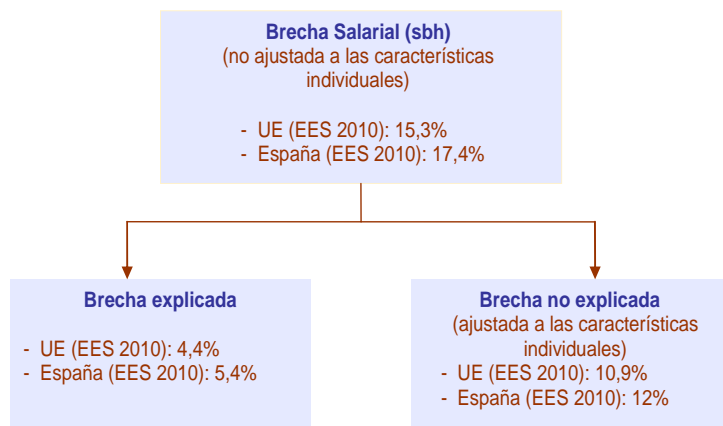 Brecha Salarial (sbh)
(no ajustada a las características
individuales)
- UE (EES 2010): 15,3%
- España (EES 2010): 17,4%
Brecha explicada
- UE (EES 2010): 4,4%
- España (EES 2010): 5,4%
Brecha no explicada
(ajustada a las características
individuales)
- UE (EES 2010): 10,9%
- España (EES 2010): 12%